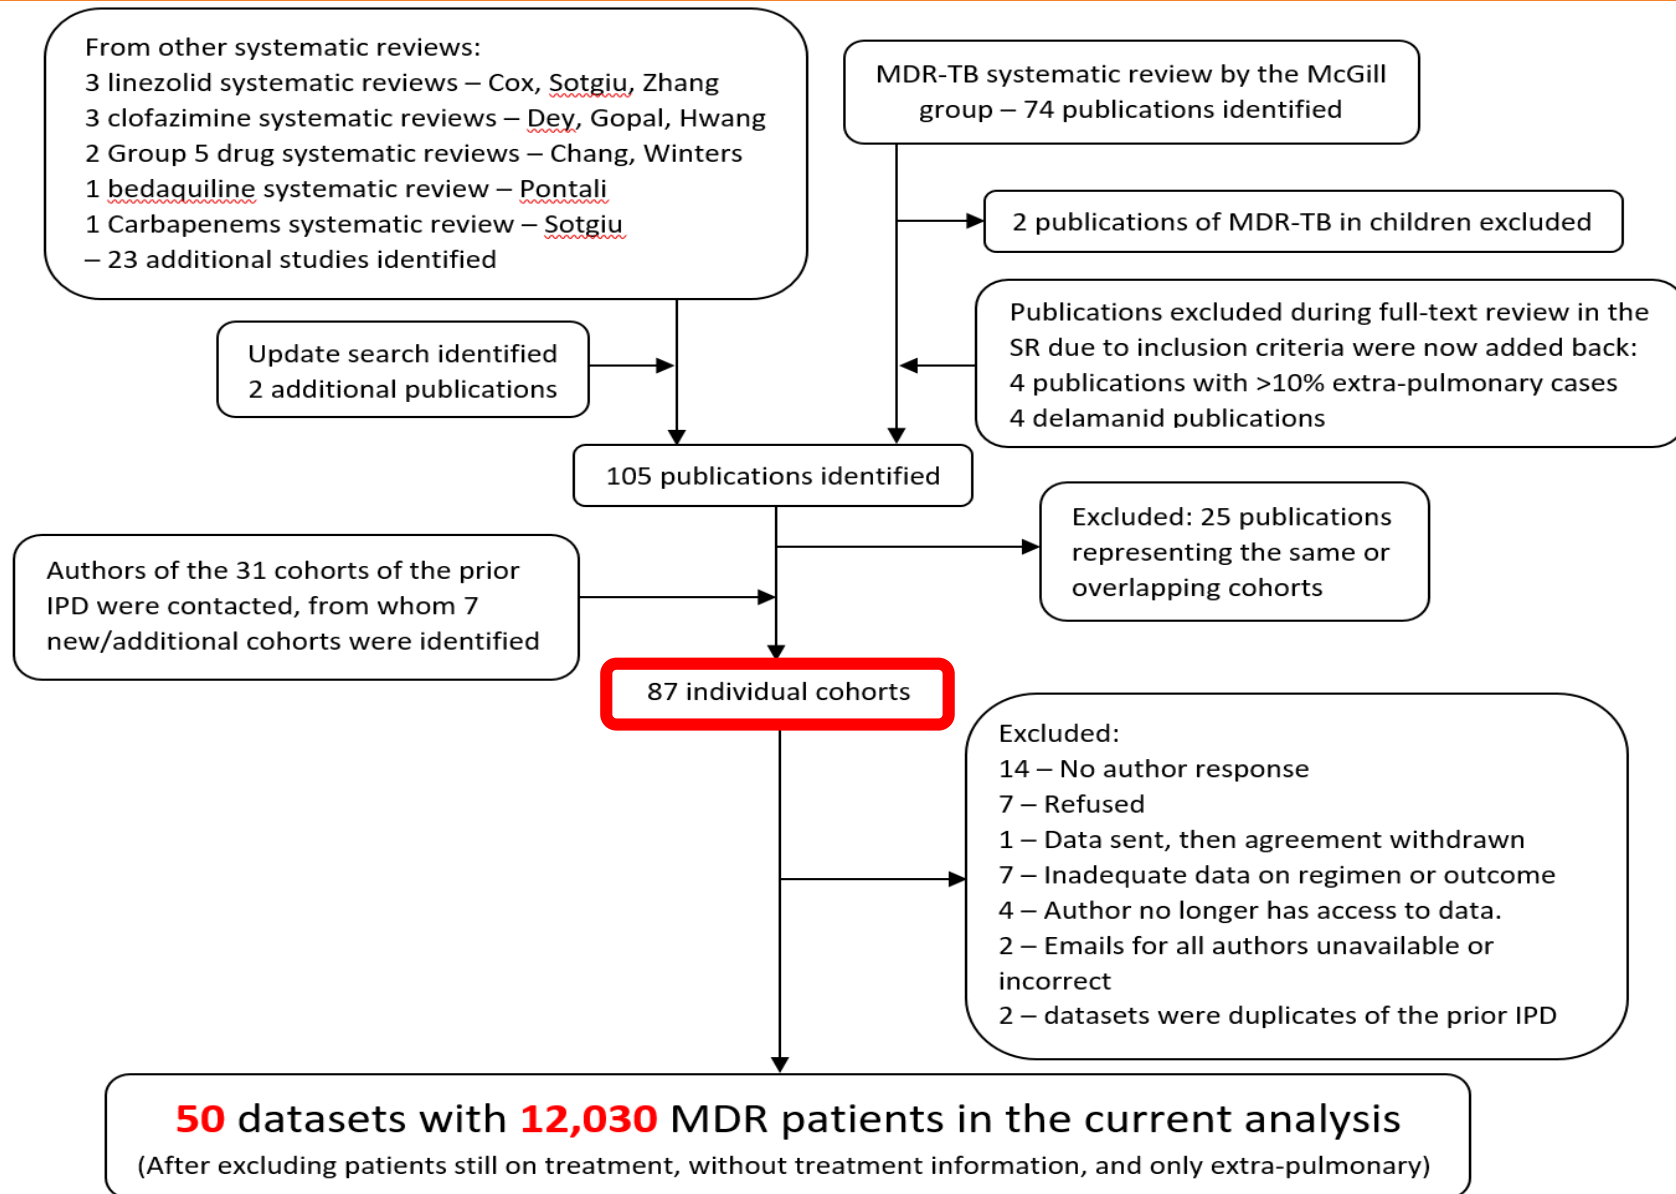 From other systematic reviews:
3 linezolid systematic reviews – Cox, Sotgiu, Zhang
3 clofazimine systematic reviews – Dey, Gopal, Hwang
2 Group 5 drug systematic reviews – Chang, Winters
1 bedaquiline systematic review – Pontali
1 Carbapenems systematic review – Sotgiu
– 23 additional studies identified
MDR-TB systematic review by the McGill
group – 74 publications identified
2 publications of MDR-TB in children excluded
Update search identified
2 additional publications
Publications excluded during full-text review in the
SR due to inclusion criteria were now added back:
4 publications with >10% extra-pulmonary cases
4 delamanid publications
105 publications identified
Excluded: 25 publications
representing the same or
overlapping cohorts
Authors of the 31 cohorts of the prior
IPD were contacted, from whom 7
new/additional cohorts were identified
87 individual cohorts
Excluded:
14 – No author response
7 – Refused
1 – Data sent, then agreement withdrawn
7 – Inadequate data on regimen or outcome
4 – Author no longer has access to data.
2 – Emails for all authors unavailable or
incorrect
2 – datasets were duplicates of the prior IPD
50 datasets with 12,030 MDR patients in the current analysis
(After excluding patients still on treatment, without treatment information, and only extra-pulmonary)